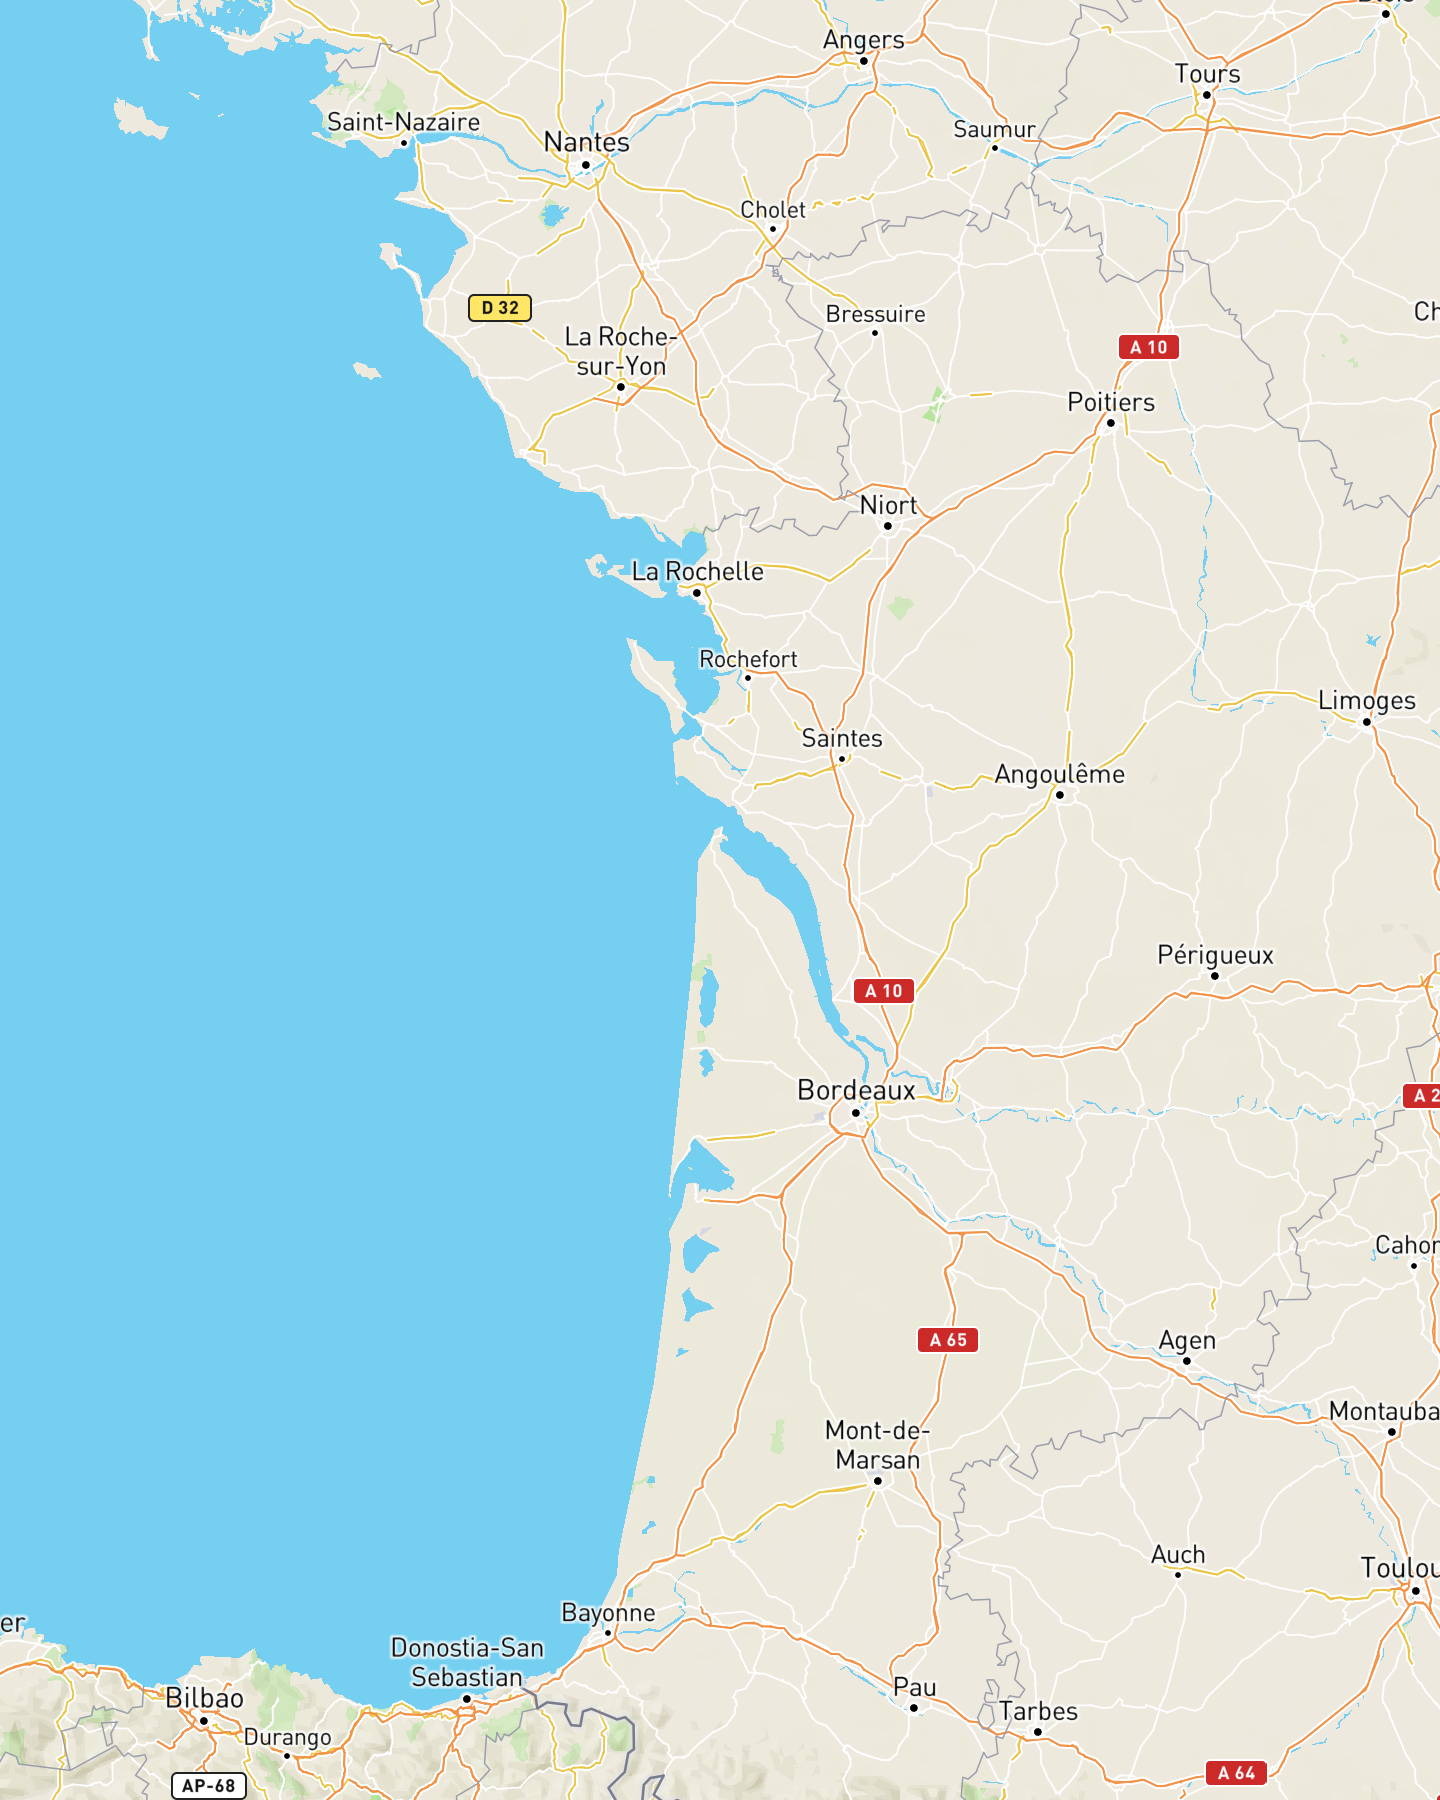 Angers
Tours
Saint-Nazaire
Nantes
Saumur
Cholet
D 32
Bressuire
Ch
La Roche-
sur-Yon
A 10
Poitiers
Niort
La Rochelle
Rochefort
Limoges
Saintes
Angoulême
Périgueux
A 10
Bordeaux
A 2
Cahor
A 65
Agen
Montauba
Mont-de-
Marsan
Auch
Toulou
Bayonne
er
Donostia-San
Sebastian
Bilbao
Pau
Tarbes
Durango
A 64
AP-68